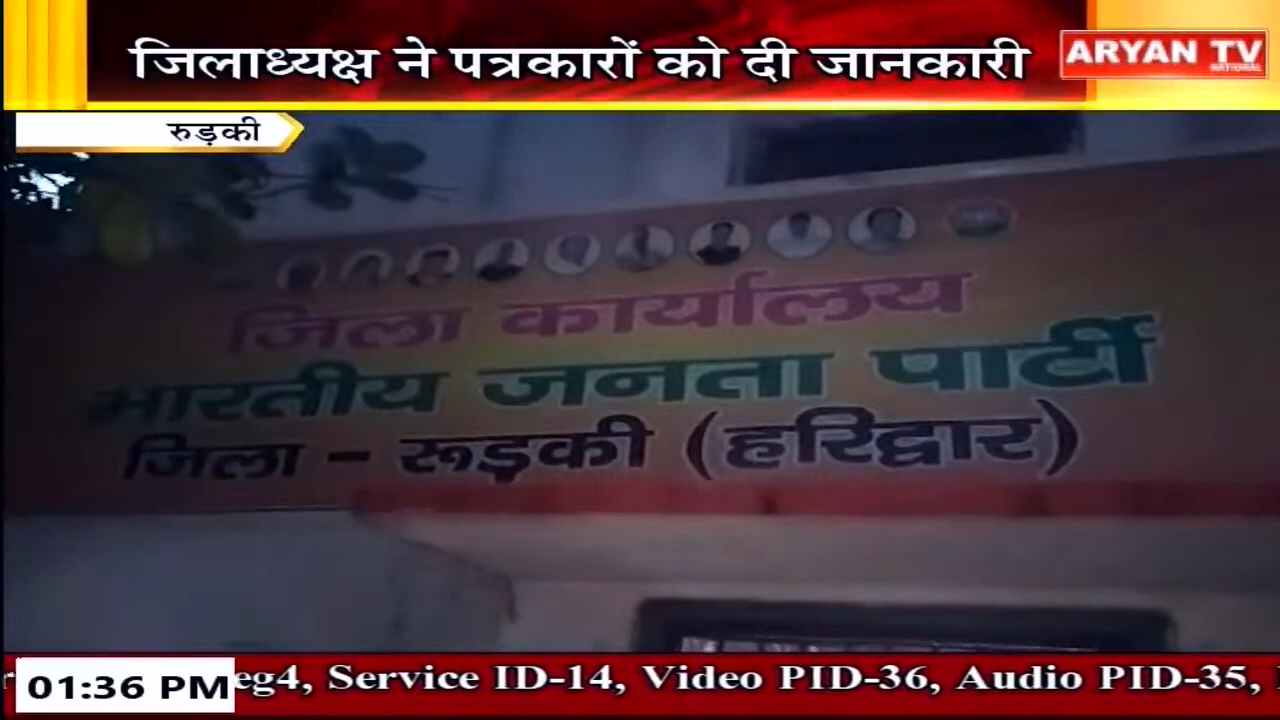 जिलाध्यक्ष ने पत्रकारों को दी जानकारी
ARYAN TV
NATIONAL
रुड़की
जिला कार्यालय
भारतीय जनता पार्टी
जिला - रूड़की (हरिद्वार)
01:36 PM
eg4, Service ID-14, Video PID-36, Audio PID-35,